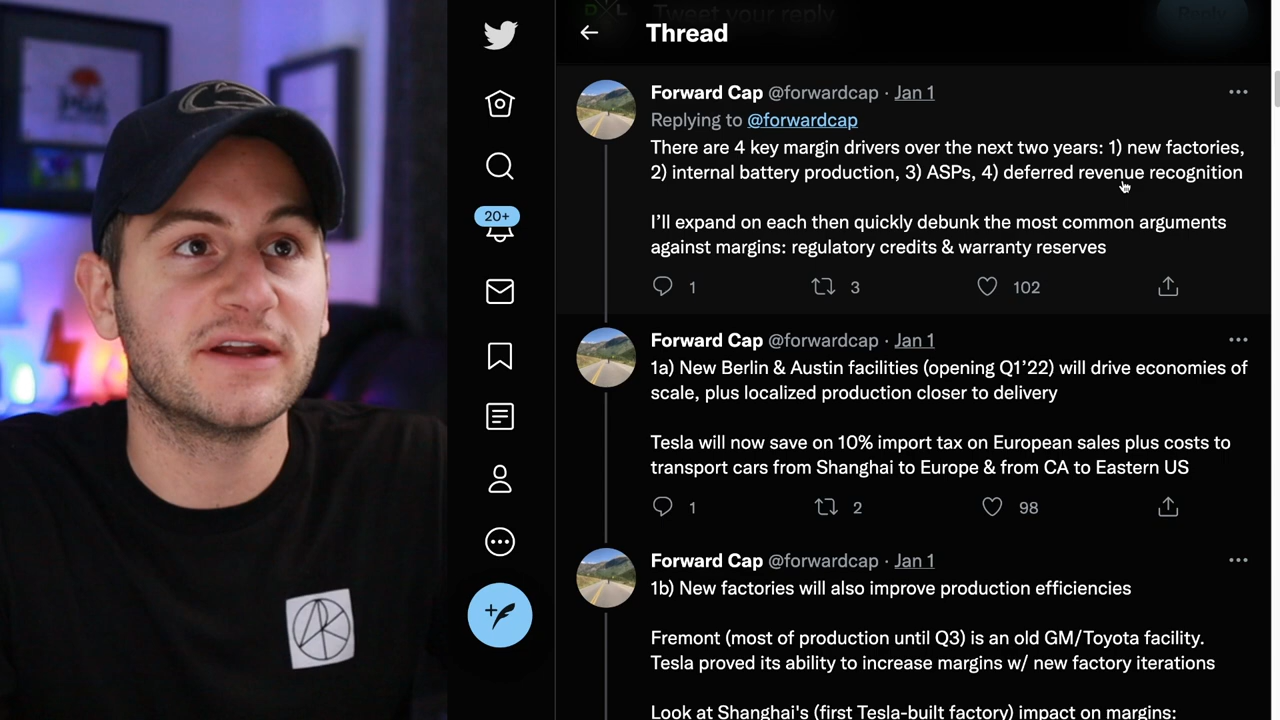 Tweet your reply
Reply
Thread
Forward Cap @forwardcap · Jan 1
Replying to @forwardcap
There are 4 key margin drivers over the next two years: 1) new factories,
2) internal battery production, 3) ASPs, 4) deferred revenue recognition
I'll expand on each then quickly debunk the most common arguments
against margins: regulatory credits & warranty reserves
1 3 102
20+
Forward Cap @forwardcap · Jan 1
1a) New Berlin & Austin facilities (opening Q1'22) will drive economies of
scale, plus localized production closer to delivery
Tesla will now save on 10% import tax on European sales plus costs to
transport cars from Shanghai to Europe & from CA to Eastern US
1 2 98
Forward Cap @forwardcap · Jan 1
1b) New factories will also improve production efficiencies
Fremont (most of production until Q3) is an old GM/Toyota facility.
Tesla proved its ability to increase margins w/ new factory iterations
Look at Shanghai's (first Tesla-built factory) impact on margins: